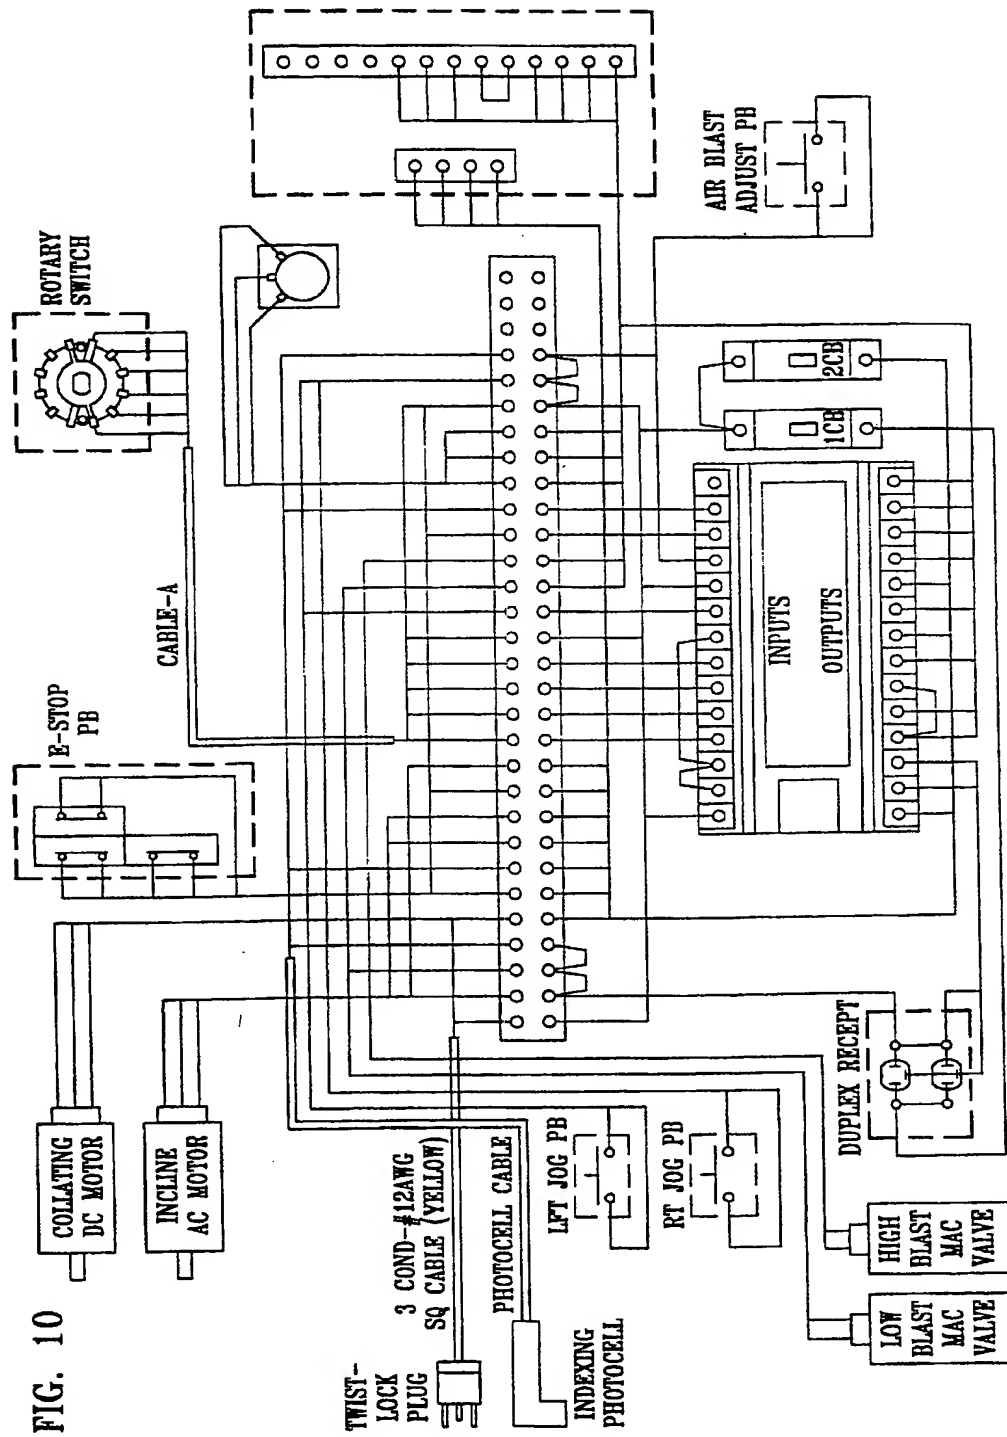 FIG. 10
COLLATING
DC MOTOR
INCLINE
AC MOTOR
E-STOP
PB
ROTARY
SWITCH
CABLE-A
TWIST-
LOCK
PLUG
3 COND-#12AWG
SQ CABLE (YELLOW)
PHOTOCELL CABLE
INDEXING
PHOTOCELL
LFT JOG PB
RT JOG PB
LOW
BLAST
MAC
VALVE
HIGH
BLAST
MAC
VALVE
DUPLEX RECEPT
INPUTS
OUTPUTS
1CB
2CB
AIR BLAST
ADJUST PB